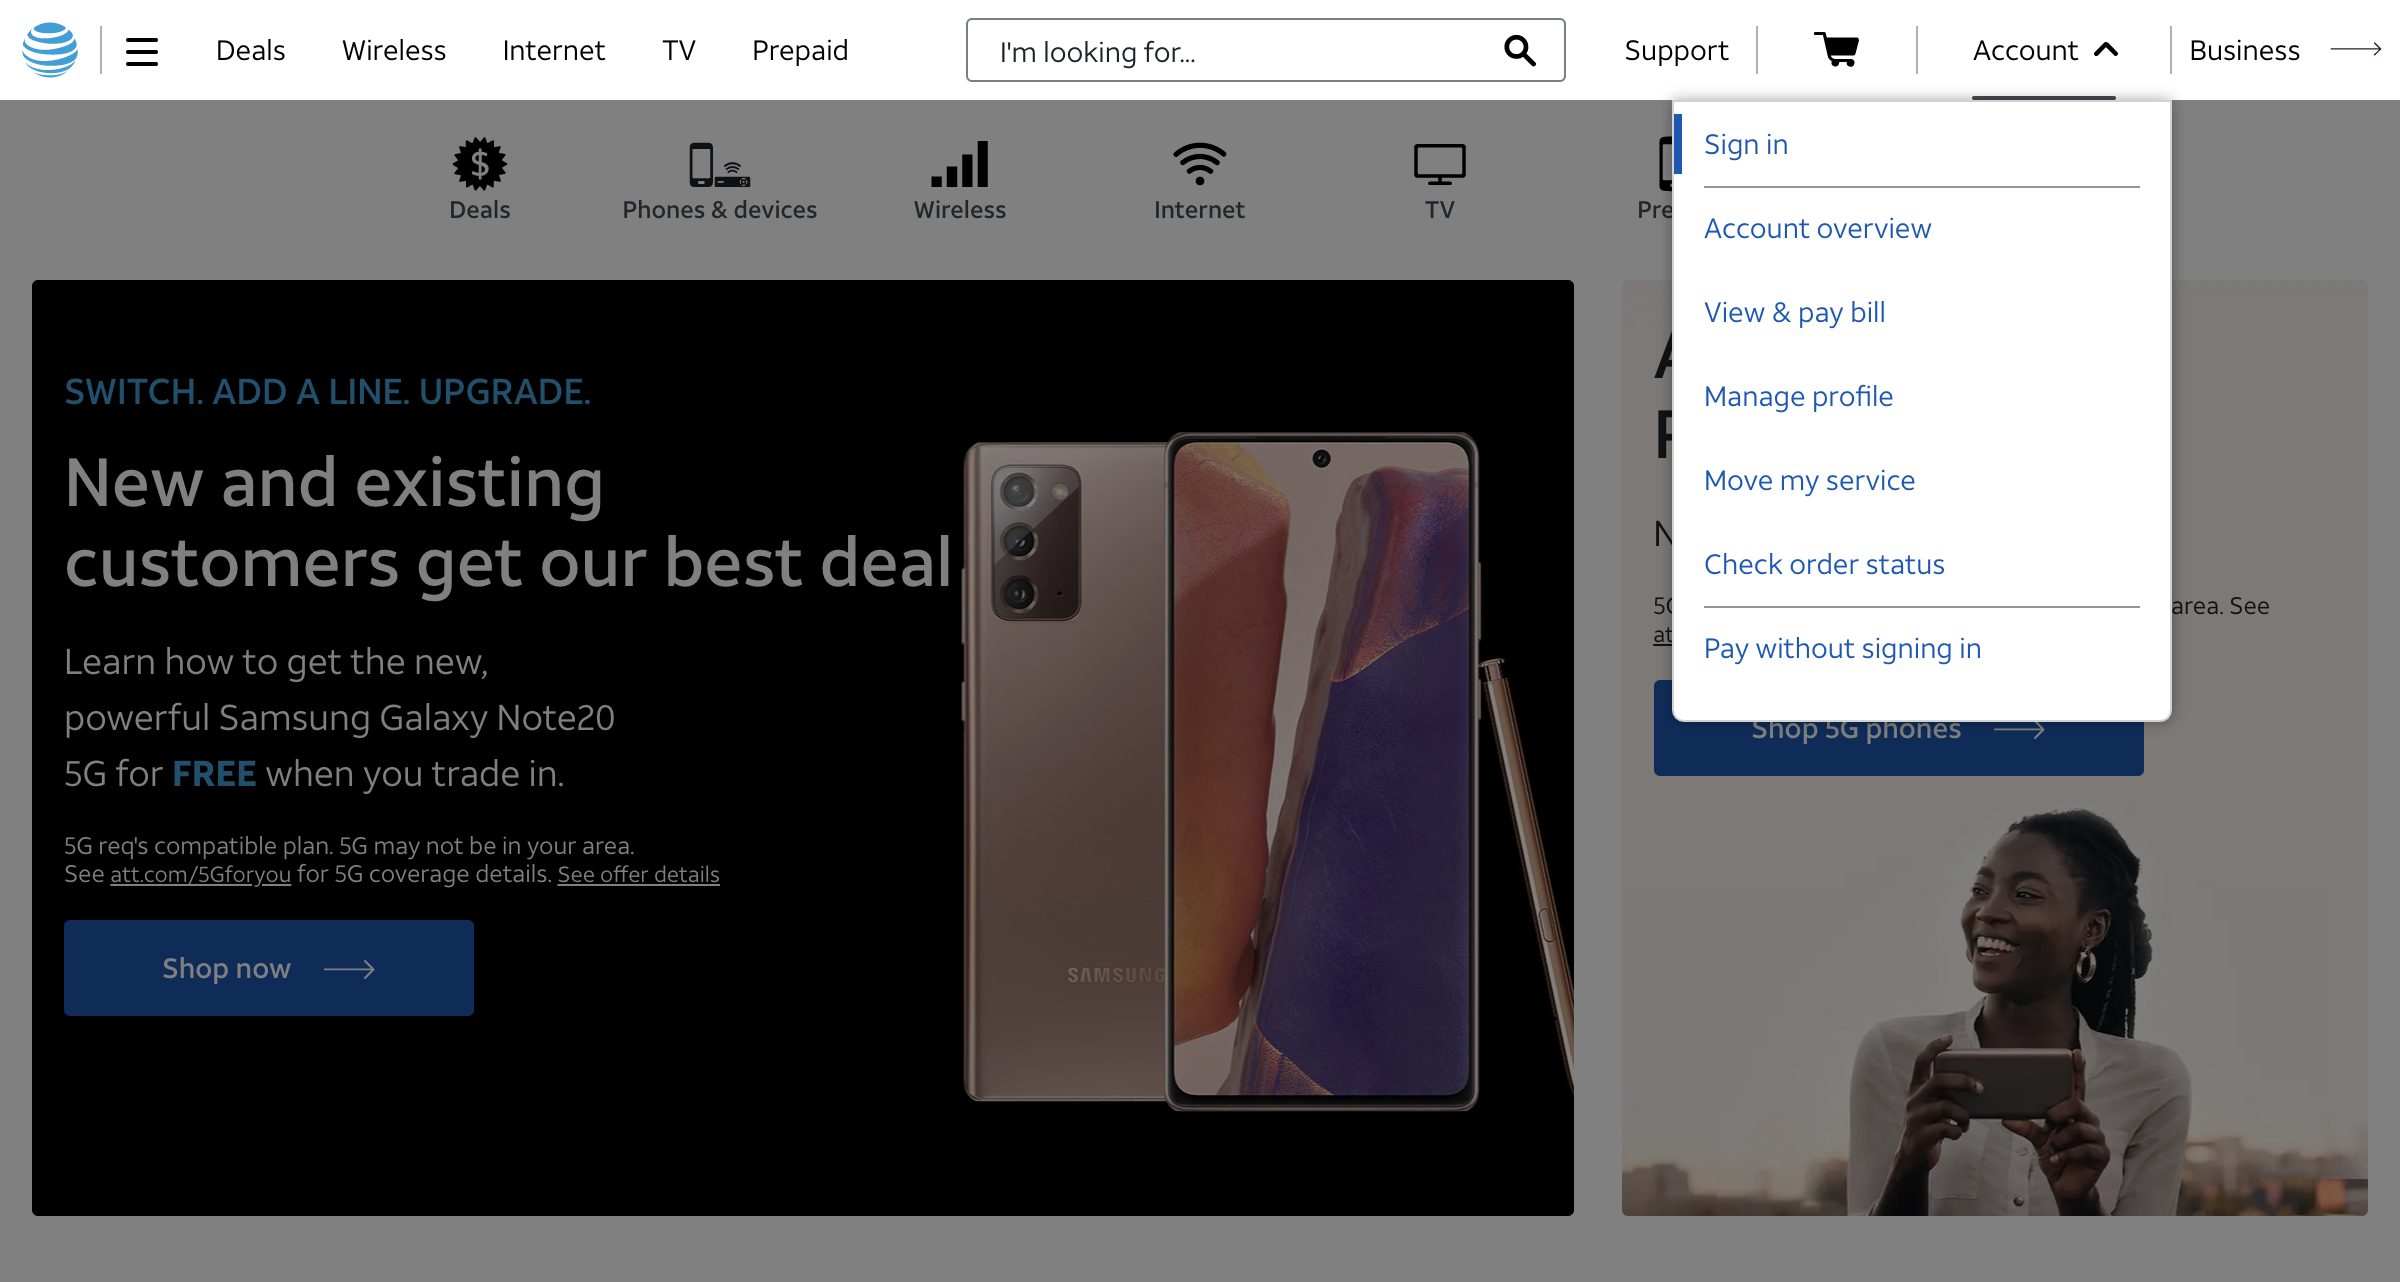 Deals Wireless Internet TV Prepaid I'm looking for... Support Account Business
Deals Phones & devices Wireless Internet TV
Sign in
Account overview
View & pay bill
Manage profile
Move my service
Check order status
Pay without signing in
SWITCH. ADD A LINE. UPGRADE.
New and existing
customers get our best deal
Learn how to get the new,
powerful Samsung Galaxy Note20
5G for FREE when you trade in.
5G req's compatible plan. 5G may not be in your area.
See att.com/5Gforyou for 5G coverage details. See offer details
Shop now
SAMSUNG
area. See
Shop 5G phones